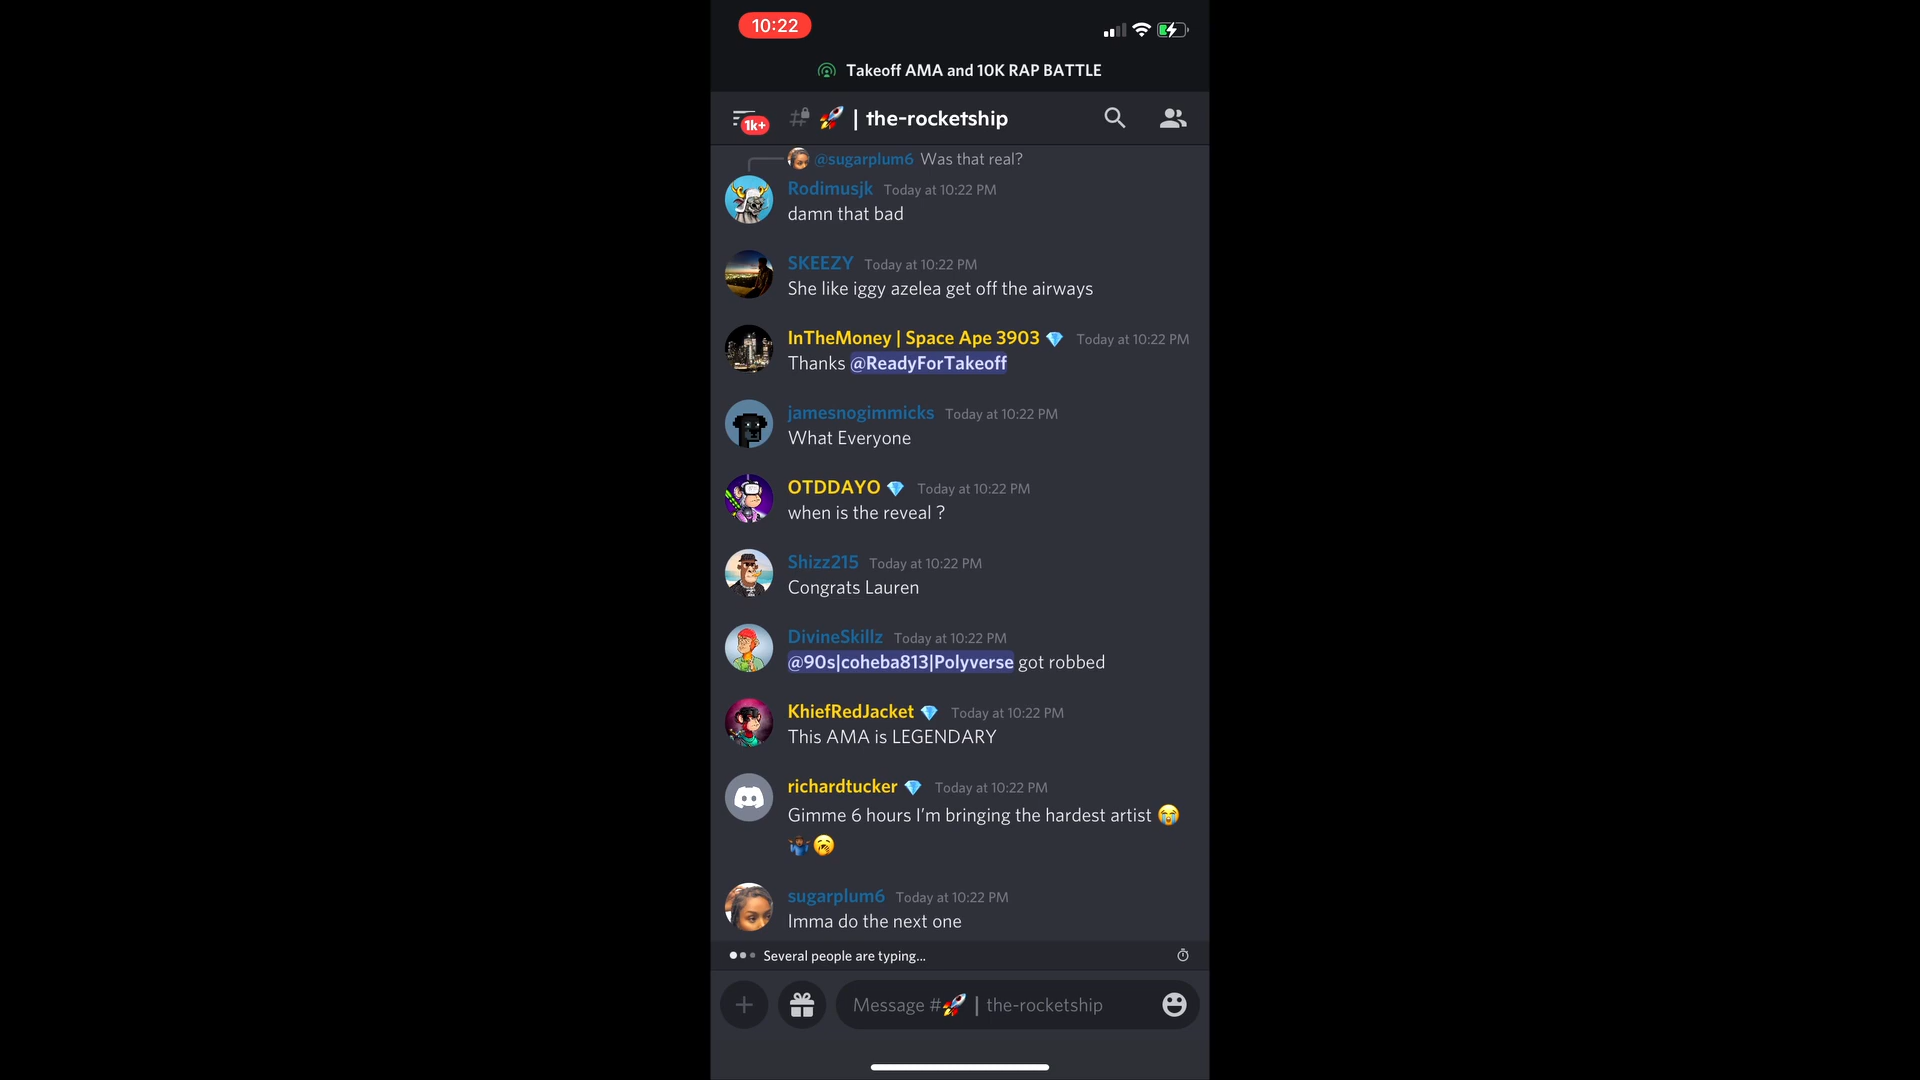 10:22
Takeoff AMA and 10K RAP BATTLE
1k+
🚀 | the-rocketship
@sugarplum6 Was that real?
Rodimusjk Today at 10:22 PM
damn that bad
SKEEZY Today at 10:22 PM
She like iggy azelea get off the airways
InTheMoney | Space Ape 3903 💎 Today at 10:22 PM
Thanks @ReadyForTakeoff
jamesnogimmicks Today at 10:22 PM
What Everyone
OTDDAYO 💎 Today at 10:22 PM
when is the reveal ?
Shizz215 Today at 10:22 PM
Congrats Lauren
DivineSkillz Today at 10:22 PM
@90s|coheba813|Polyverse got robbed
KhiefRedJacket 💎 Today at 10:22 PM
This AMA is LEGENDARY
richardtucker 💎 Today at 10:22 PM
Gimme 6 hours I'm bringing the hardest artist 😭
🤷🏿‍♂️🥱
sugarplum6 Today at 10:22 PM
Imma do the next one
Several people are typing...
Message #🚀 | the-rocketship